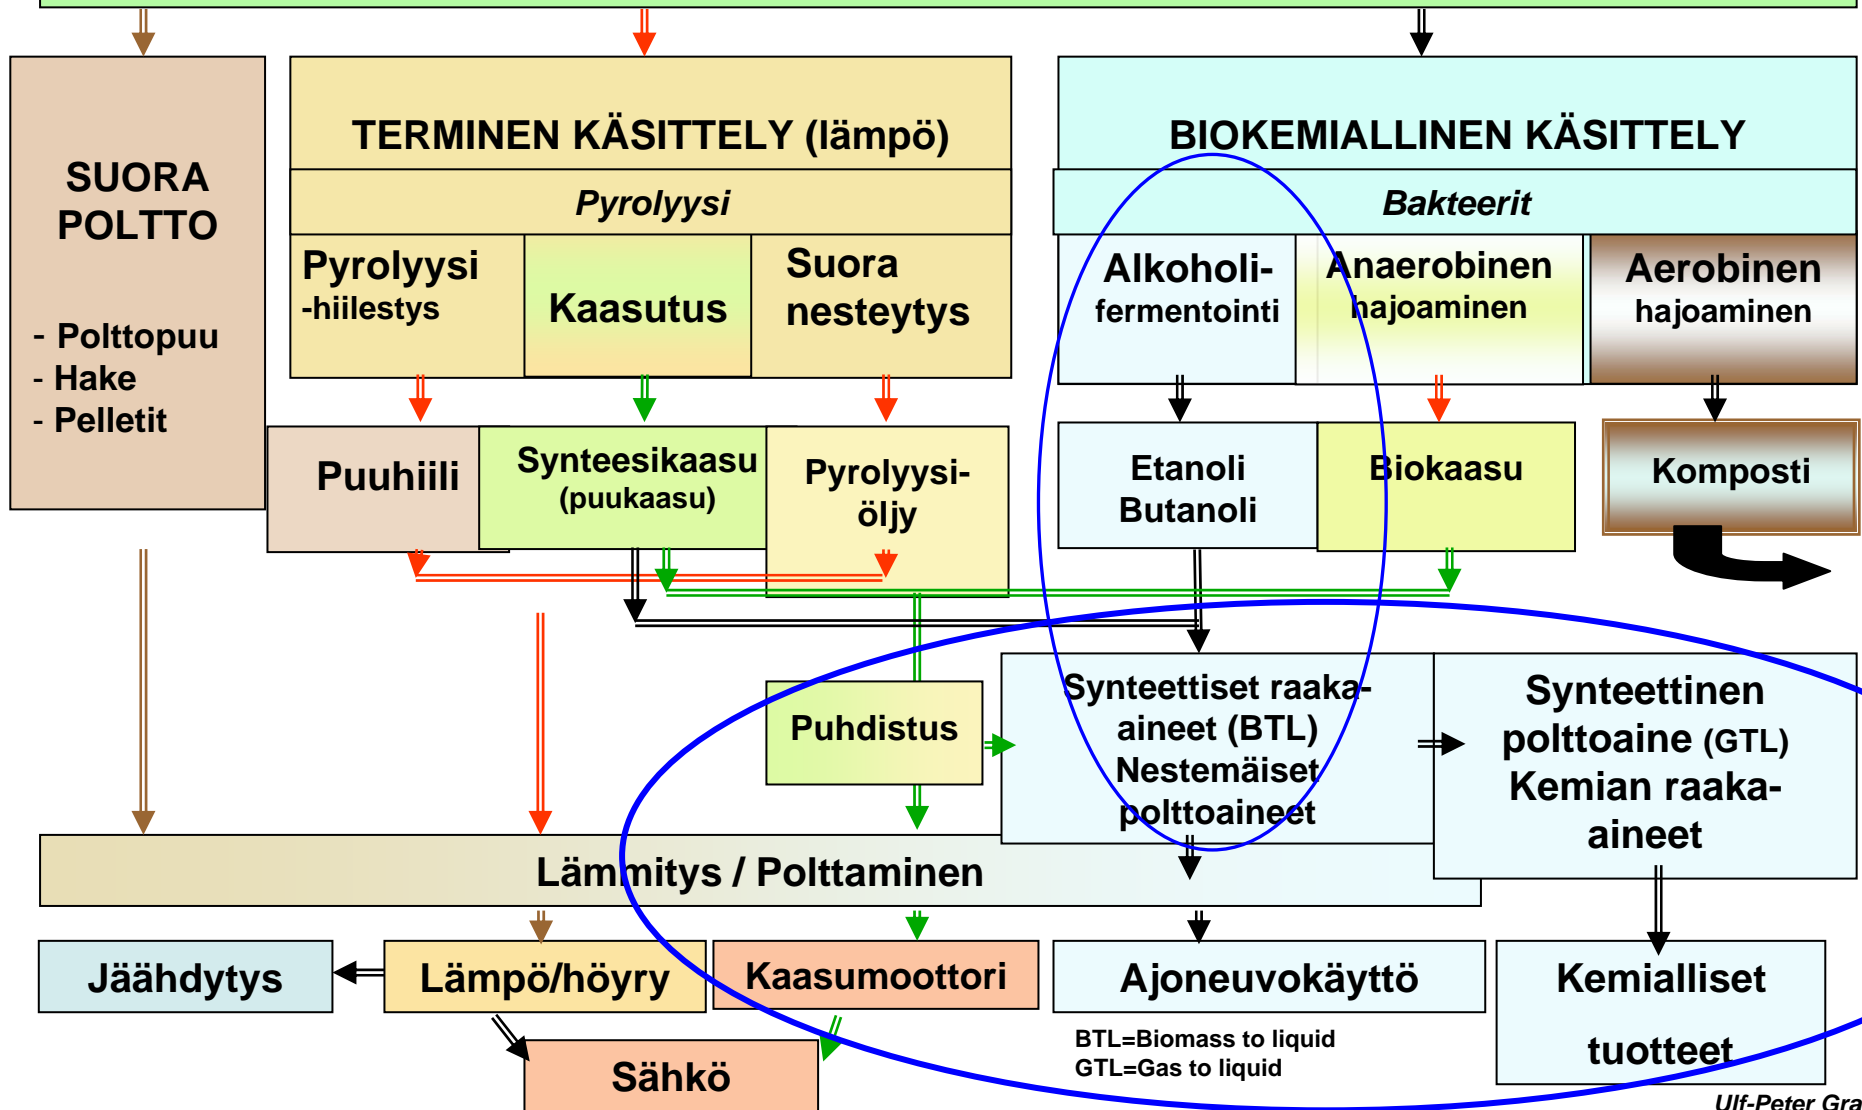 SUORA
POLTTO
- Polttopuu
- Hake
- Pelletit
TERMINEN KÄSITTELY (lämpö)
Pyrolyysi
Pyrolyysi
-hiilestys
Kaasutus
Suora
nesteytys
BIOKEMIALLINEN KÄSITTELY
Bakteerit
Alkoholi-
fermentointi
Anaerobinen
hajoaminen
Aerobinen
hajoaminen
Puuhiili
Synteesikaasu
(puukaasu)
Pyrolyysi-
öljy
Etanoli
Butanoli
Biokaasu
Komposti
Puhdistus
Synteettiset raaka-
aineet (BTL)
Nestemäiset
polttoaineet
Synteettinen
polttoaine (GTL)
Kemian raaka-
aineet
Lämmitys / Polttaminen
Jäähdytys
Lämpö/höyry
Kaasumoottori
Ajoneuvokäyttö
Kemialliset
tuotteet
Sähkö
BTL=Biomass to liquid
GTL=Gas to liquid
Ulf-Peter